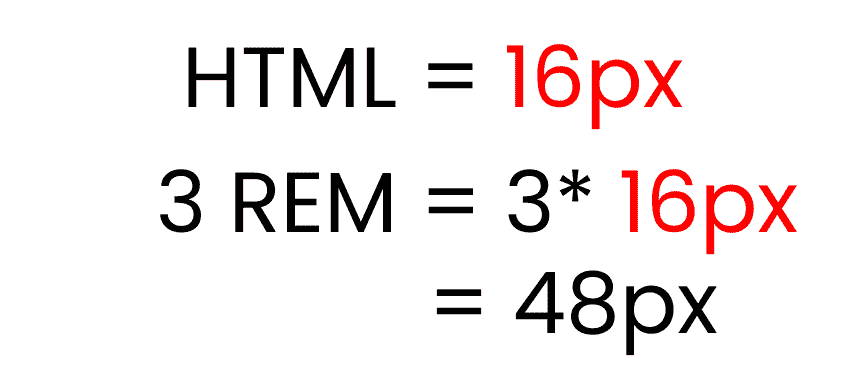 HTML = 16px
3 REM = 3* 16px
= 48px